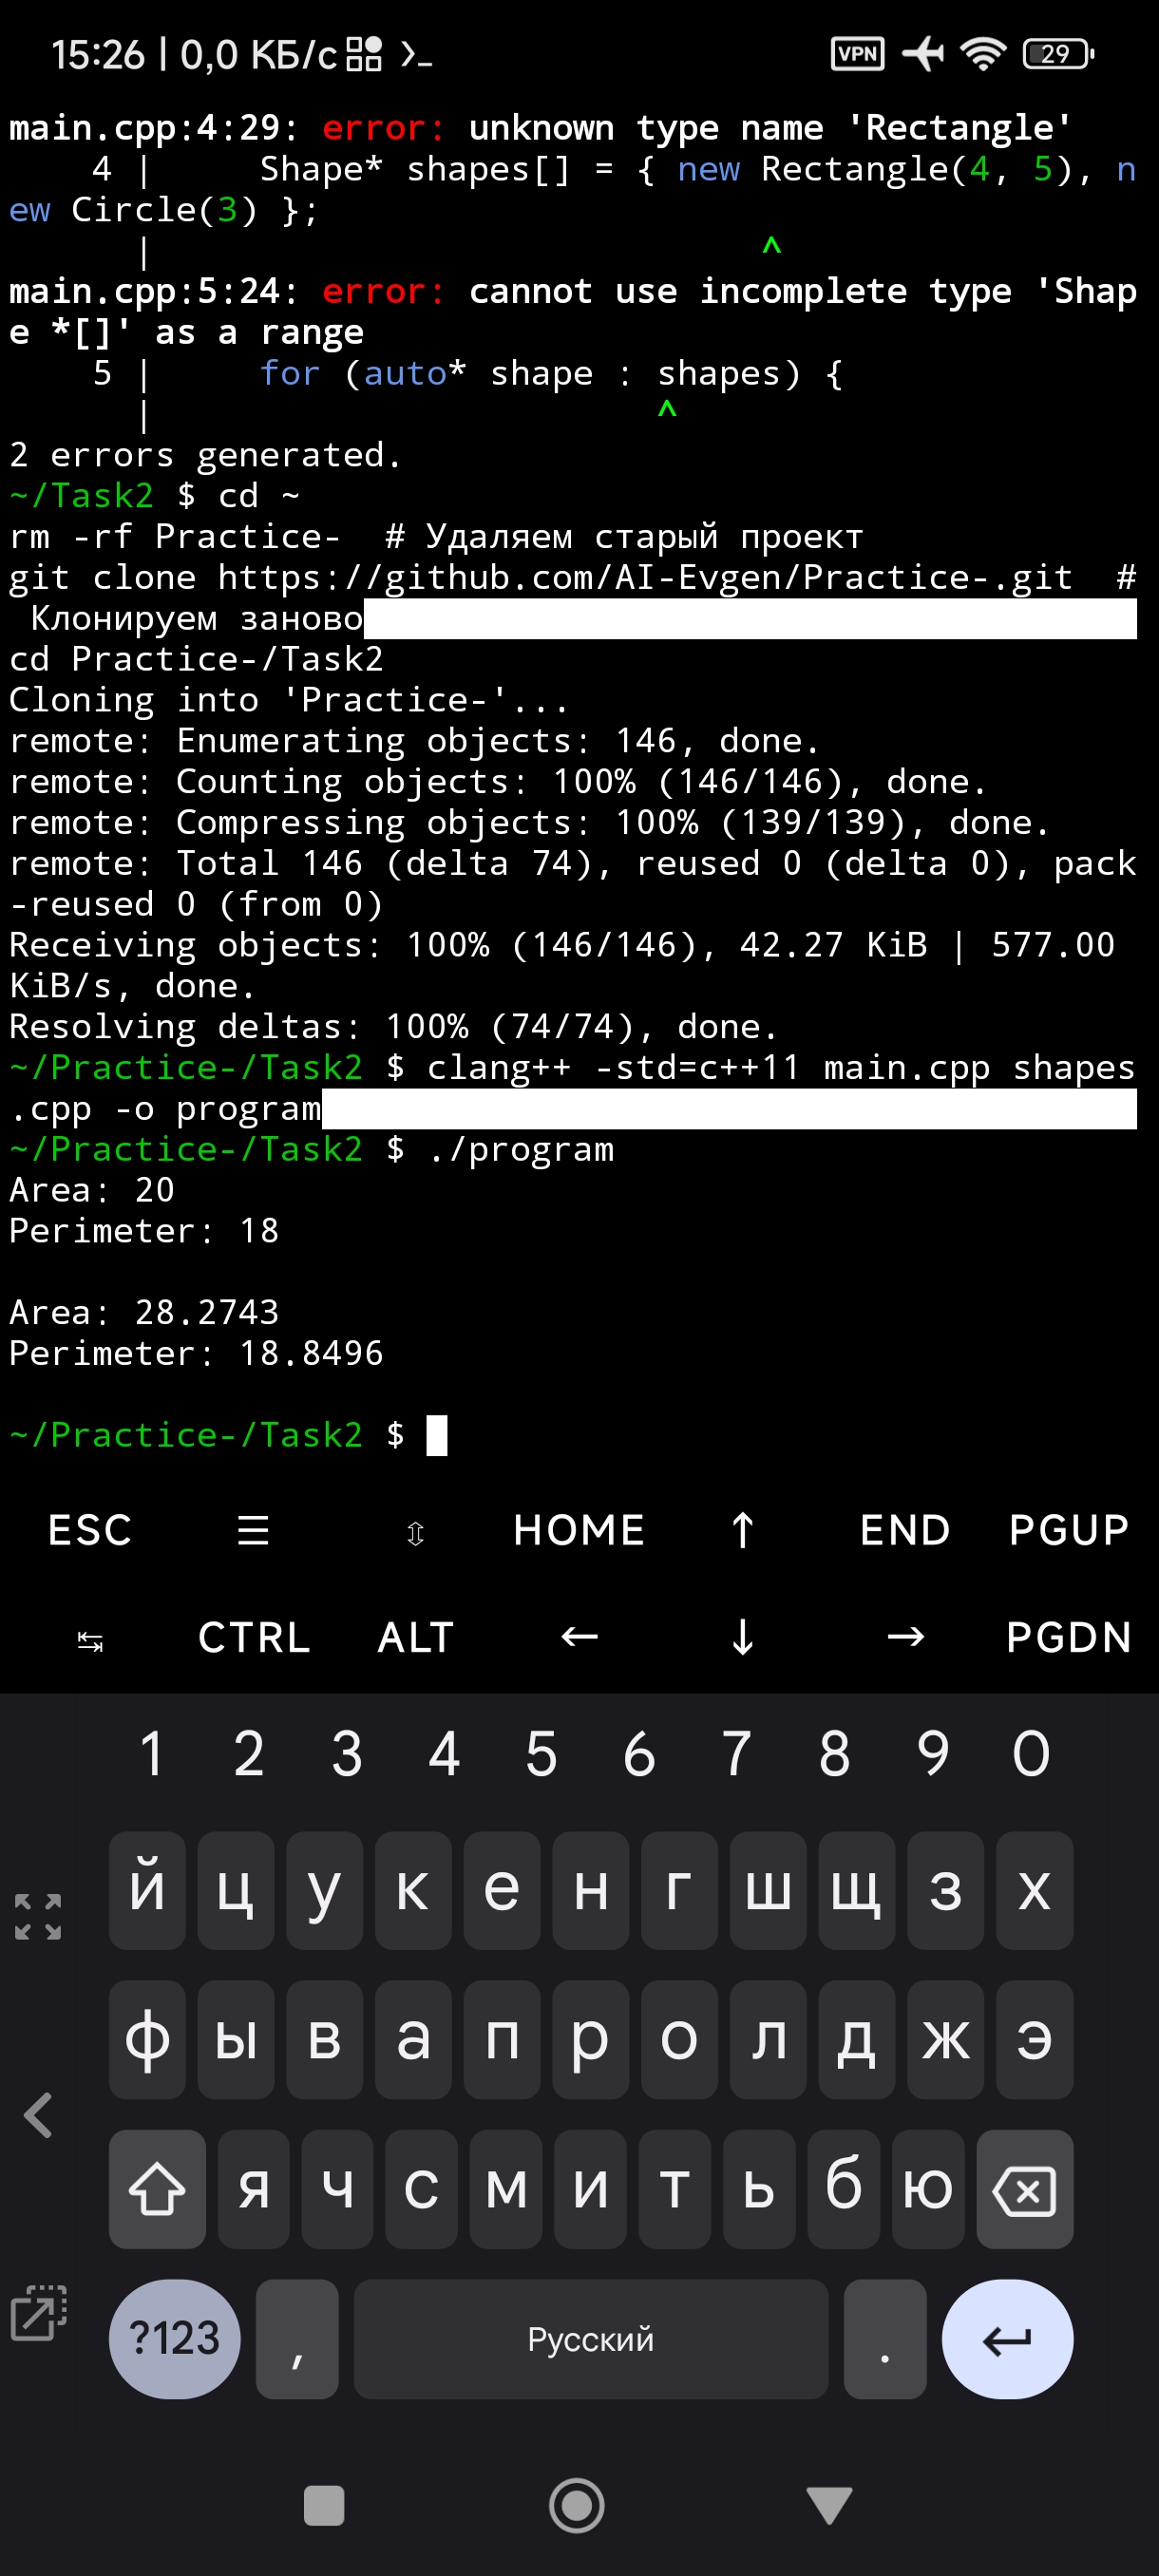 15:26 | 0,0 КБ/с
VPN
29
main.cpp:4:29: error: unknown type name 'Rectangle'
    4 |     Shape* shapes[] = { new Rectangle(4, 5), n
ew Circle(3) };
      |                             ^
main.cpp:5:24: error: cannot use incomplete type 'Shap
e *[]' as a range
    5 |     for (auto* shape : shapes) {
      |                        ^
2 errors generated.
~/Task2 $ cd ~
rm -rf Practice-  # Удаляем старый проект
git clone https://github.com/AI-Evgen/Practice-.git  #
 Клонируем заново
cd Practice-/Task2
Cloning into 'Practice-'...
remote: Enumerating objects: 146, done.
remote: Counting objects: 100% (146/146), done.
remote: Compressing objects: 100% (139/139), done.
remote: Total 146 (delta 74), reused 0 (delta 0), pack
-reused 0 (from 0)
Receiving objects: 100% (146/146), 42.27 KiB | 577.00
KiB/s, done.
Resolving deltas: 100% (74/74), done.
~/Practice-/Task2 $ clang++ -std=c++11 main.cpp shapes
.cpp -o program
~/Practice-/Task2 $ ./program
Area: 20
Perimeter: 18

Area: 28.2743
Perimeter: 18.8496

~/Practice-/Task2 $
ESC ☰ ⇳ HOME ↑ END PGUP
↹ CTRL ALT ← ↓ → PGDN
1 2 3 4 5 6 7 8 9 0
й ц у к е н г ш щ з х
ф ы в а п р о л д ж э
я ч с м и т ь б ю
?123 , Русский .